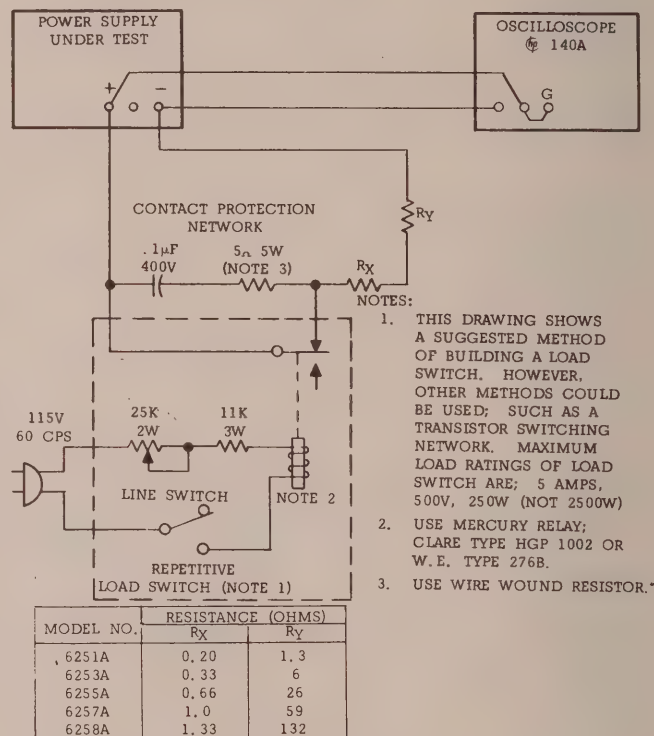 POWER SUPPLY
UNDER TEST
+
−
OSCILLOSCOPE
hp 140A
G
RY
CONTACT PROTECTION
NETWORK
.1μF
400V
5Ω 5W
(NOTE 3)
RX
NOTES:
1. THIS DRAWING SHOWS
A SUGGESTED METHOD
OF BUILDING A LOAD
SWITCH. HOWEVER,
OTHER METHODS COULD
BE USED; SUCH AS A
TRANSISTOR SWITCHING
NETWORK. MAXIMUM
LOAD RATINGS OF LOAD
SWITCH ARE; 5 AMPS,
500V, 250W (NOT 2500W)
2. USE MERCURY RELAY;
CLARE TYPE HGP 1002 OR
W.E. TYPE 276B.
3. USE WIRE WOUND RESISTOR.
115V
60 CPS
25K
2W
11K
3W
LINE SWITCH
NOTE 2
REPETITIVE
LOAD SWITCH (NOTE 1)
MODEL NO. RESISTANCE (OHMS)
RX RY
6251A 0.20 1.3
6253A 0.33 6
6255A 0.66 26
6257A 1.0 59
6258A 1.33 132